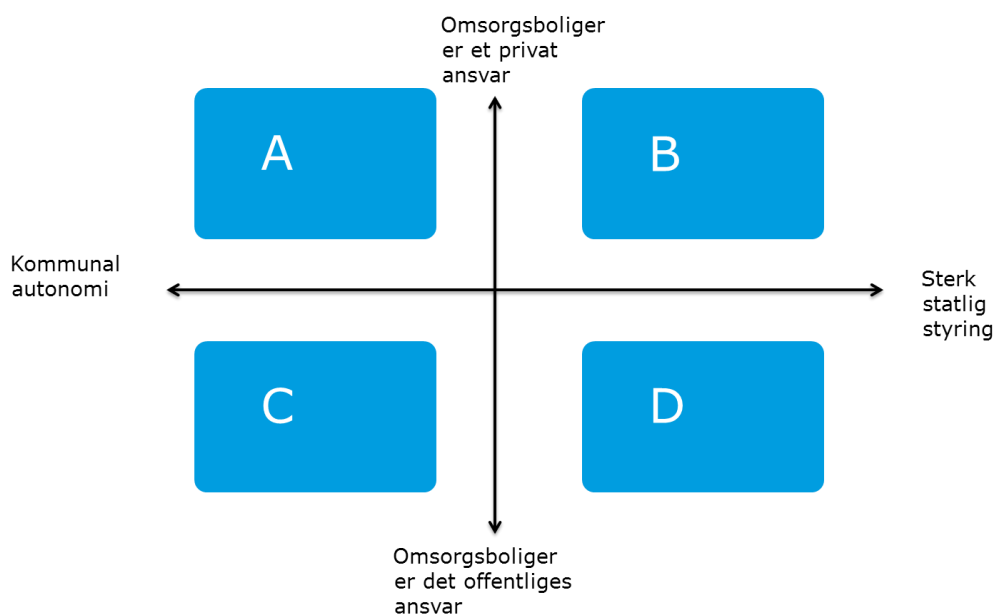 Omsorgsboliger
er et privat
ansvar
A
B
Kommunal
autonomi
Sterk
statlig
styring
C
D
Omsorgsboliger
er det offentliges
ansvar